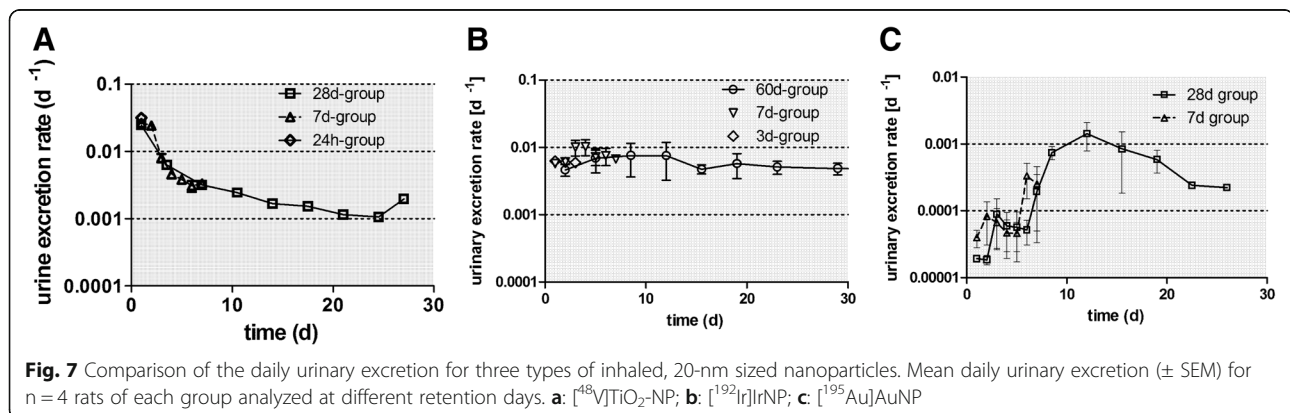 A
urine excretion rate (d⁻¹)
0.1
0.01
0.001
0.0001
28d-group
7d-group
24h-group
0
10
20
30
time (d)
B
urinary excretion rate [d⁻¹]
0.1
0.01
0.001
0.0001
60d-group
7d-group
3d-group
0
10
20
30
time (d)
C
urinary excretion rate [d⁻¹]
0.01
0.001
0.0001
0.00001
28d group
7d group
0
10
20
30
time (d)
Fig. 7 Comparison of the daily urinary excretion for three types of inhaled, 20-nm sized nanoparticles. Mean daily urinary excretion (± SEM) for
n = 4 rats of each group analyzed at different retention days. a: [⁴⁸V]TiO₂-NP; b: [¹⁹²Ir]IrNP; c: [¹⁹⁵Au]AuNP